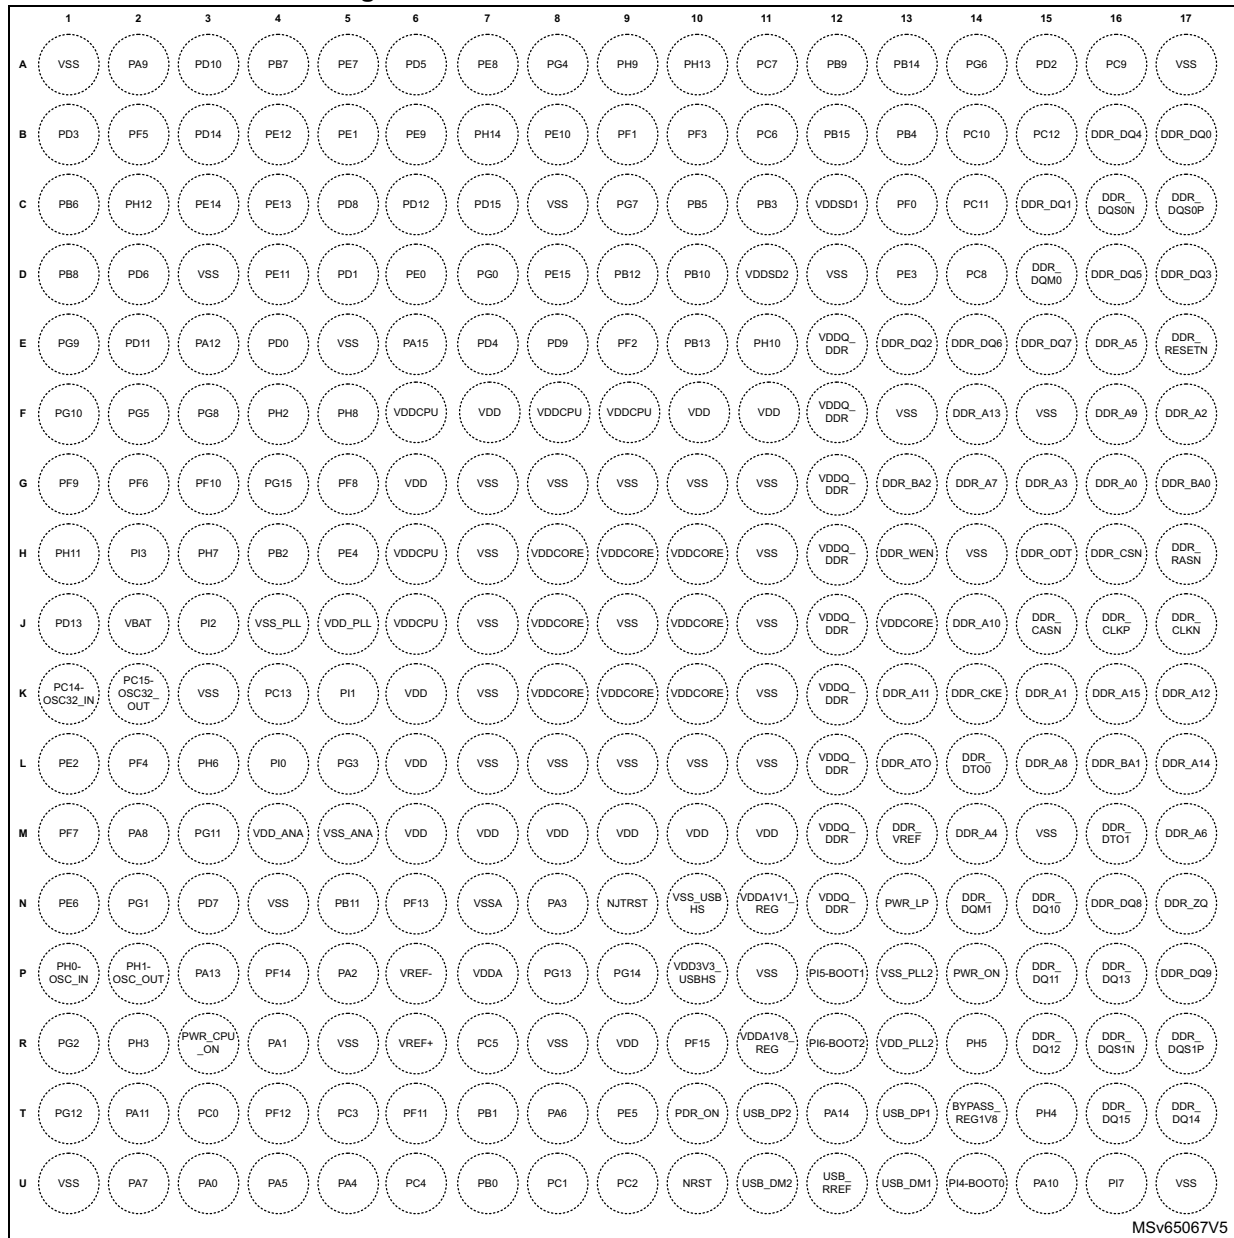 1 2 3 4 5 6 7 8 9 10 11 12 13 14 15 16 17
A VSS PA9 PD10 PB7 PE7 PD5 PE8 PG4 PH9 PH13 PC7 PB9 PB14 PG6 PD2 PC9 VSS
B PD3 PF5 PD14 PE12 PE1 PE9 PH14 PE10 PF1 PF3 PC6 PB15 PB4 PC10 PC12 DDR_DQ4 DDR_DQ0
C PB6 PH12 PE14 PE13 PD8 PD12 PD15 VSS PG7 PB5 PB3 VDDSD1 PF0 PC11 DDR_DQ1 DDR_DQS0N DDR_DQS0P
D PB8 PD6 VSS PE11 PD1 PE0 PG0 PE15 PB12 PB10 VDDSD2 VSS PE3 PC8 DDR_DQM0 DDR_DQ5 DDR_DQ3
E PG9 PD11 PA12 PD0 VSS PA15 PD4 PD9 PF2 PB13 PH10 VDDQ_DDR DDR_DQ2 DDR_DQ6 DDR_DQ7 DDR_A5 DDR_RESETN
F PG10 PG5 PG8 PH2 PH8 VDDCPU VDD VDDCPU VDDCPU VDD VDD VDDQ_DDR VSS DDR_A13 VSS DDR_A9 DDR_A2
G PF9 PF6 PF10 PG15 PF8 VDD VSS VSS VSS VSS VSS VDDQ_DDR DDR_BA2 DDR_A7 DDR_A3 DDR_A0 DDR_BA0
H PH11 PI3 PH7 PB2 PE4 VDDCPU VSS VDDCORE VDDCORE VDDCORE VSS VDDQ_DDR DDR_WEN VSS DDR_ODT DDR_CSN DDR_RASN
J PD13 VBAT PI2 VSS_PLL VDD_PLL VDDCPU VSS VDDCORE VSS VDDCORE VSS VDDQ_DDR VDDCORE DDR_A10 DDR_CASN DDR_CLKP DDR_CLKN
K PC14-OSC32_IN PC15-OSC32_OUT VSS PC13 PI1 VDD VSS VDDCORE VDDCORE VDDCORE VSS VDDQ_DDR DDR_A11 DDR_CKE DDR_A1 DDR_A15 DDR_A12
L PE2 PF4 PH6 PI0 PG3 VDD VSS VSS VSS VSS VSS VDDQ_DDR DDR_ATO DDR_DTO0 DDR_A8 DDR_BA1 DDR_A14
M PF7 PA8 PG11 VDD_ANA VSS_ANA VDD VDD VDD VDD VDD VDD VDDQ_DDR DDR_VREF DDR_A4 VSS DDR_DTO1 DDR_A6
N PE6 PG1 PD7 VSS PB11 PF13 VSSA PA3 NJTRST VSS_USBHS VDDA1V1_REG VDDQ_DDR PWR_LP DDR_DQM1 DDR_DQ10 DDR_DQ8 DDR_ZQ
P PH0-OSC_IN PH1-OSC_OUT PA13 PF14 PA2 VREF- VDDA PG13 PG14 VDD3V3_USBHS VSS PI5-BOOT1 VSS_PLL2 PWR_ON DDR_DQ11 DDR_DQ13 DDR_DQ9
R PG2 PH3 PWR_CPU_ON PA1 VSS VREF+ PC5 VSS VDD PF15 VDDA1V8_REG PI6-BOOT2 VDD_PLL2 PH5 DDR_DQ12 DDR_DQS1N DDR_DQS1P
T PG12 PA11 PC0 PF12 PC3 PF11 PB1 PA6 PE5 PDR_ON USB_DP2 PA14 USB_DP1 BYPASS_REG1V8 PH4 DDR_DQ15 DDR_DQ14
U VSS PA7 PA0 PA5 PA4 PC4 PB0 PC1 PC2 NRST USB_DM2 USB_RREF USB_DM1 PI4-BOOT0 PA10 PI7 VSS
MSv65067V5